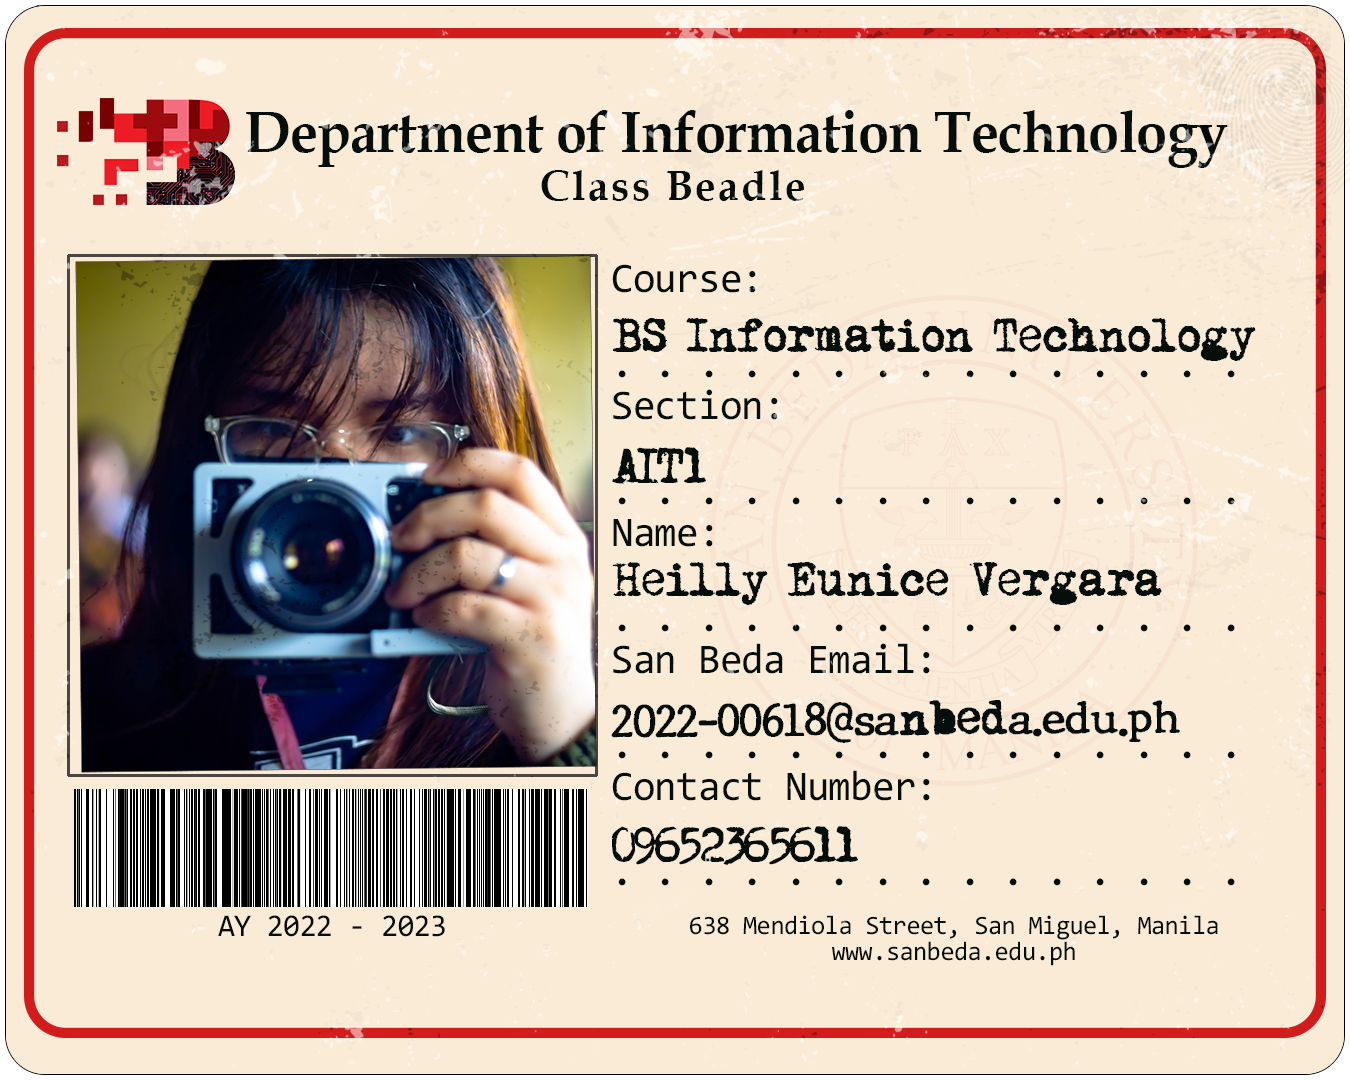 Department of Information Technology
Class Beadle
Course:
BS Information Technology
Section:
AIT1
Name:
Heilly Eunice Vergara
San Beda Email:
2022-00618@sanbeda.edu.ph
Contact Number:
09652365611
AY 2022 - 2023
638 Mendiola Street, San Miguel, Manila
www.sanbeda.edu.ph